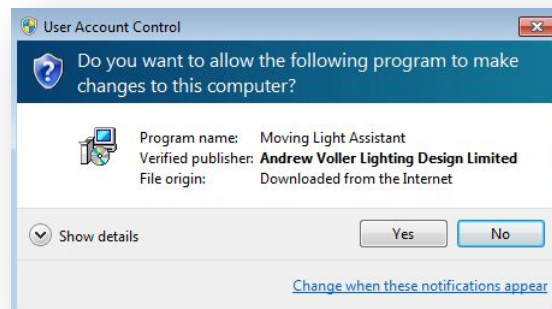 User Account Control
Do you want to allow the following program to make
changes to this computer?
Program name: Moving Light Assistant
Verified publisher: Andrew Voller Lighting Design Limited
File origin: Downloaded from the Internet
Show details
Yes
No
Change when these notifications appear